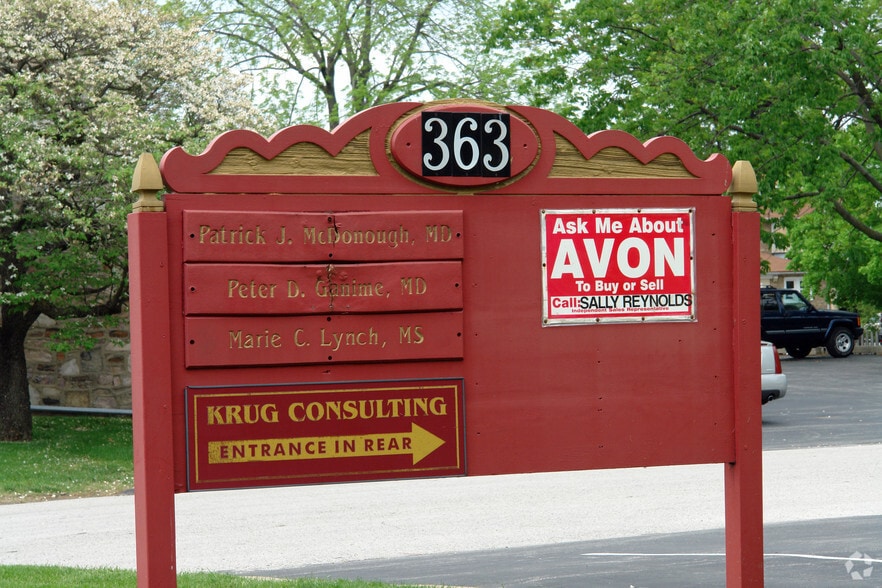 363
Patrick J. McDonough, MD
Peter D. Ganime, MD
Marie C. Lynch, MS
KRUG CONSULTING
ENTRANCE IN REAR
Ask Me About
AVON
To Buy or Sell
Call: SALLY REYNOLDS
Independent Sales Representative